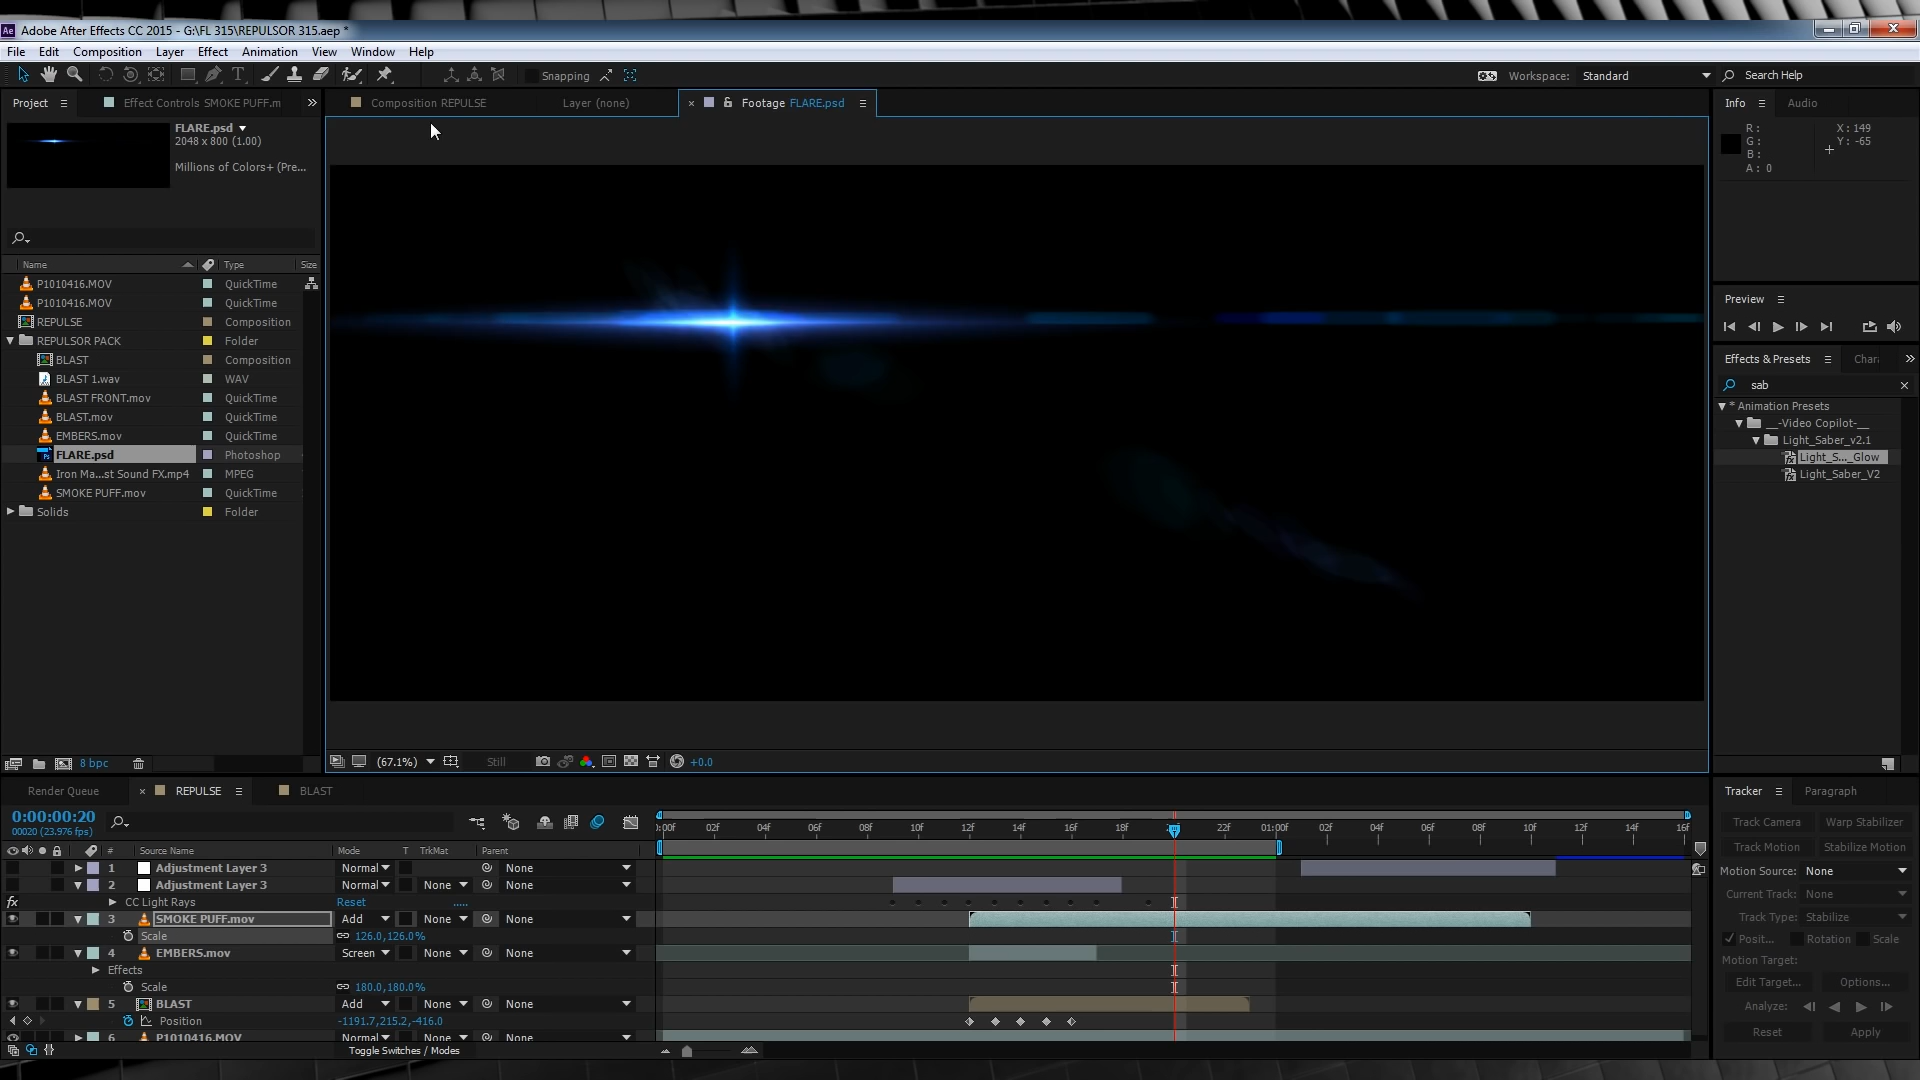 Ae Adobe After Effects CC 2015 - G:\FL 315\REPULSOR 315.aep *
File Edit Composition Layer Effect Animation View Window Help
Snapping
Workspace: Standard
Search Help
Project
Effect Controls SMOKE PUFF.m
Composition REPULSE
Layer (none)
Footage FLARE.psd
Info
Audio
FLARE.psd
2048 x 800 (1.00)
Millions of Colors+ (Pre...
R :
G :
B :
A : 0
X : 149
Y : -65
Name
Type
Size
P1010416.MOV QuickTime
P1010416.MOV QuickTime
REPULSE Composition
REPULSOR PACK Folder
BLAST Composition
BLAST 1.wav WAV
BLAST FRONT.mov QuickTime
BLAST.mov QuickTime
EMBERS.mov QuickTime
FLARE.psd Photoshop
Iron Ma...st Sound FX.mp4 MPEG
SMOKE PUFF.mov QuickTime
Solids Folder
Preview
Effects & Presets
Chara
sab
* Animation Presets
__-Video Copilot-__
Light_Saber_v2.1
Light_S..._Glow
Light_Saber_V2
8 bpc
(67.1%)
Still
+0.0
Render Queue
REPULSE
BLAST
0:00:00:20
00020 (23.976 fps)
:00f 02f 04f 06f 08f 10f 12f 14f 16f 18f 22f 01:00f 02f 04f 06f 08f 10f 12f 14f 16f
# Source Name Mode T TrkMat Parent
1 Adjustment Layer 3 Normal None
2 Adjustment Layer 3 Normal None None
fx CC Light Rays Reset .....
3 SMOKE PUFF.mov Add None None
Scale 126.0,126.0%
4 EMBERS.mov Screen None None
Effects
Scale 180.0,180.0%
5 BLAST Add None None
Position -1191.7,215.2,-416.0
6 P1010416.MOV Normal None None
Toggle Switches / Modes
Tracker
Paragraph
Track Camera Warp Stabilizer
Track Motion Stabilize Motion
Motion Source: None
Current Track: None
Track Type: Stabilize
Posit... Rotation Scale
Motion Target:
Edit Target... Options...
Analyze:
Reset Apply